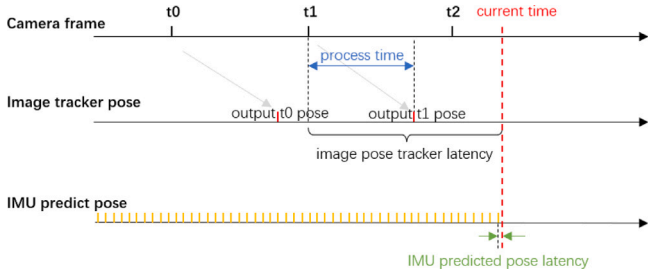 t0 t1 t2 current time
Camera frame
process time
Image tracker pose
output t0 pose output t1 pose
image pose tracker latency
IMU predict pose
IMU predicted pose latency